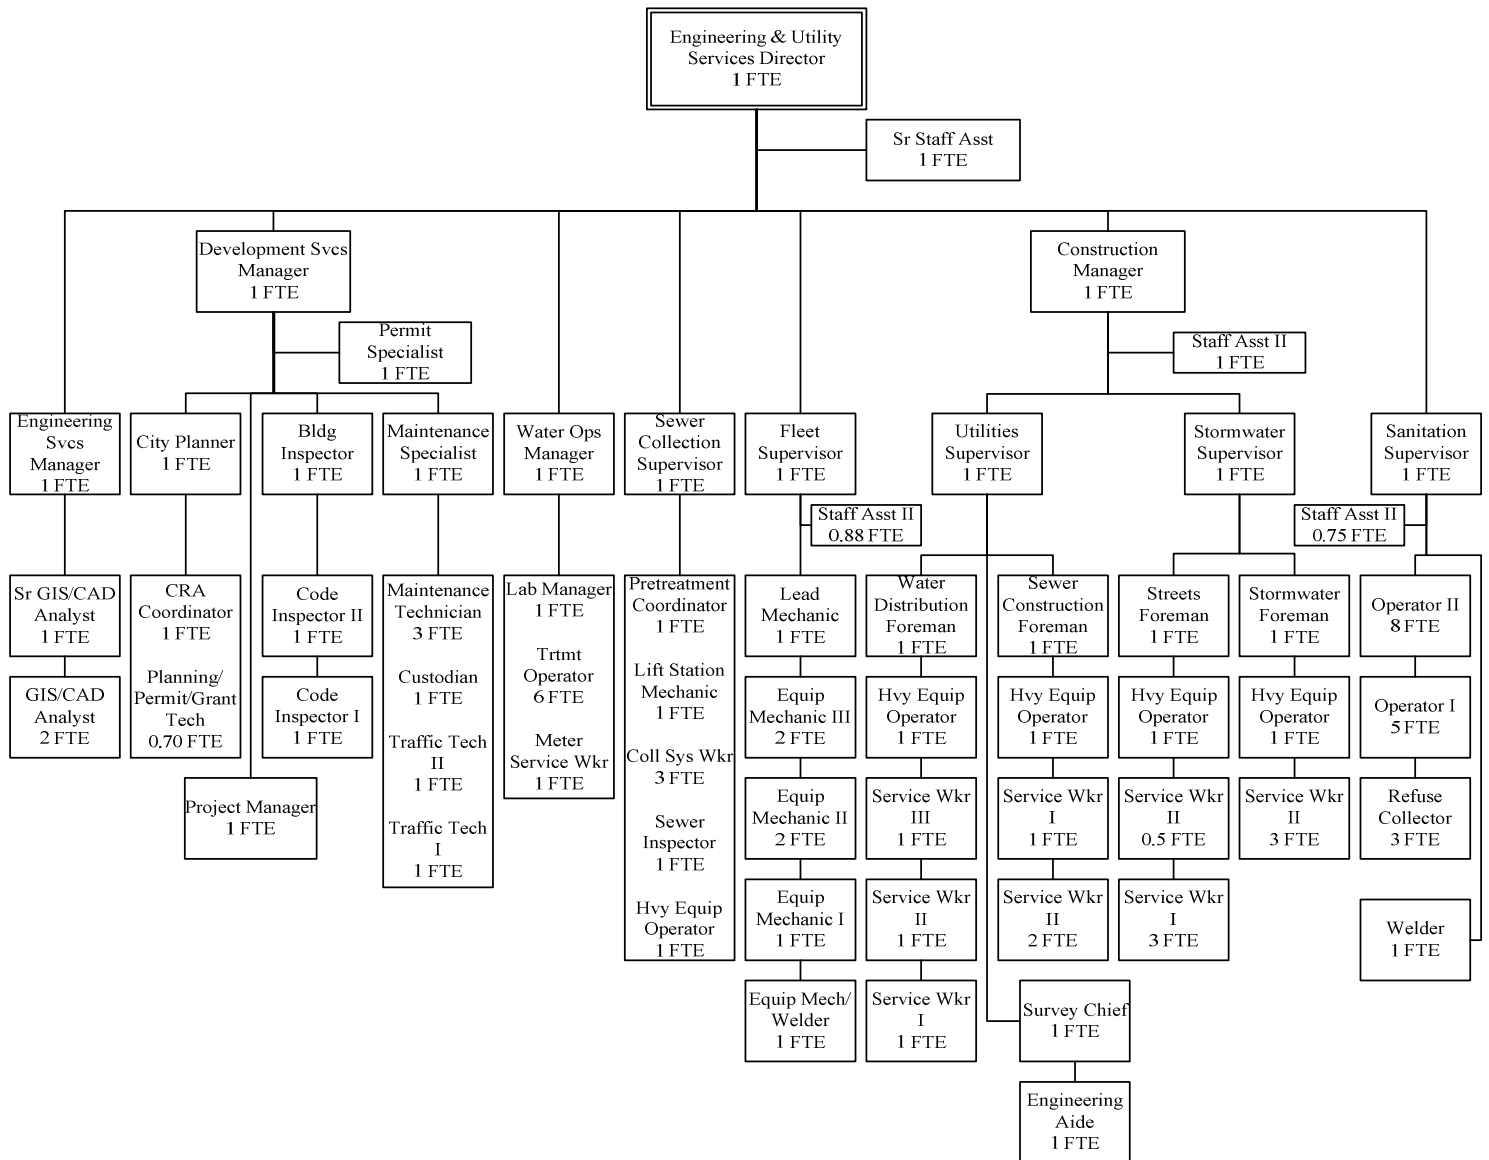 Engineering & Utility
Services Director
1 FTE
Sr Staff Asst
1 FTE
Development Svcs
Manager
1 FTE
Construction
Manager
1 FTE
Permit
Specialist
1 FTE
Staff Asst II
1 FTE
Engineering
Svcs
Manager
1 FTE
City Planner
1 FTE
Bldg
Inspector
1 FTE
Maintenance
Specialist
1 FTE
Water Ops
Manager
1 FTE
Sewer
Collection
Supervisor
1 FTE
Fleet
Supervisor
1 FTE
Utilities
Supervisor
1 FTE
Stormwater
Supervisor
1 FTE
Sanitation
Supervisor
1 FTE
Staff Asst II
0.88 FTE
Staff Asst II
0.75 FTE
Sr GIS/CAD
Analyst
1 FTE
GIS/CAD
Analyst
2 FTE
CRA
Coordinator
1 FTE
Planning/
Permit/Grant
Tech
0.70 FTE
Code
Inspector II
1 FTE
Code
Inspector I
1 FTE
Project Manager
1 FTE
Maintenance
Technician
3 FTE
Custodian
1 FTE
Traffic Tech
II
1 FTE
Traffic Tech
I
1 FTE
Lab Manager
1 FTE
Trtmt
Operator
6 FTE
Meter
Service Wkr
1 FTE
Pretreatment
Coordinator
1 FTE
Lift Station
Mechanic
1 FTE
Coll Sys Wkr
3 FTE
Sewer
Inspector
1 FTE
Hvy Equip
Operator
1 FTE
Lead
Mechanic
1 FTE
Equip
Mechanic III
2 FTE
Equip
Mechanic II
2 FTE
Equip
Mechanic I
1 FTE
Equip Mech/
Welder
1 FTE
Water
Distribution
Foreman
1 FTE
Hvy Equip
Operator
1 FTE
Service Wkr
III
1 FTE
Service Wkr
II
1 FTE
Service Wkr
I
1 FTE
Sewer
Construction
Foreman
1 FTE
Hvy Equip
Operator
1 FTE
Service Wkr
I
1 FTE
Service Wkr
II
2 FTE
Survey Chief
1 FTE
Engineering
Aide
1 FTE
Streets
Foreman
1 FTE
Hvy Equip
Operator
1 FTE
Service Wkr
II
0.5 FTE
Service Wkr
I
3 FTE
Stormwater
Foreman
1 FTE
Hvy Equip
Operator
1 FTE
Service Wkr
II
3 FTE
Operator II
8 FTE
Operator I
5 FTE
Refuse
Collector
3 FTE
Welder
1 FTE